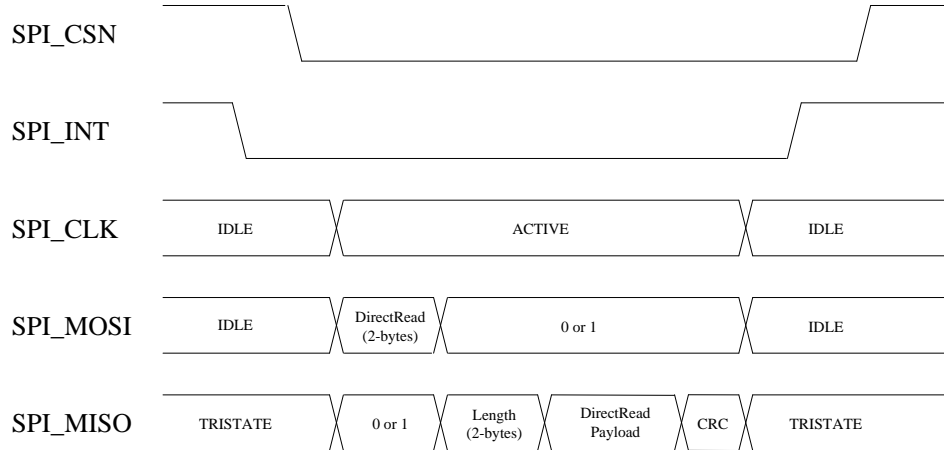 SPI_CSN
SPI_INT
SPI_CLK
IDLE
ACTIVE
IDLE
SPI_MOSI
IDLE
DirectRead
(2-bytes)
0 or 1
IDLE
SPI_MISO
TRISTATE
0 or 1
Length
(2-bytes)
DirectRead
Payload
CRC
TRISTATE